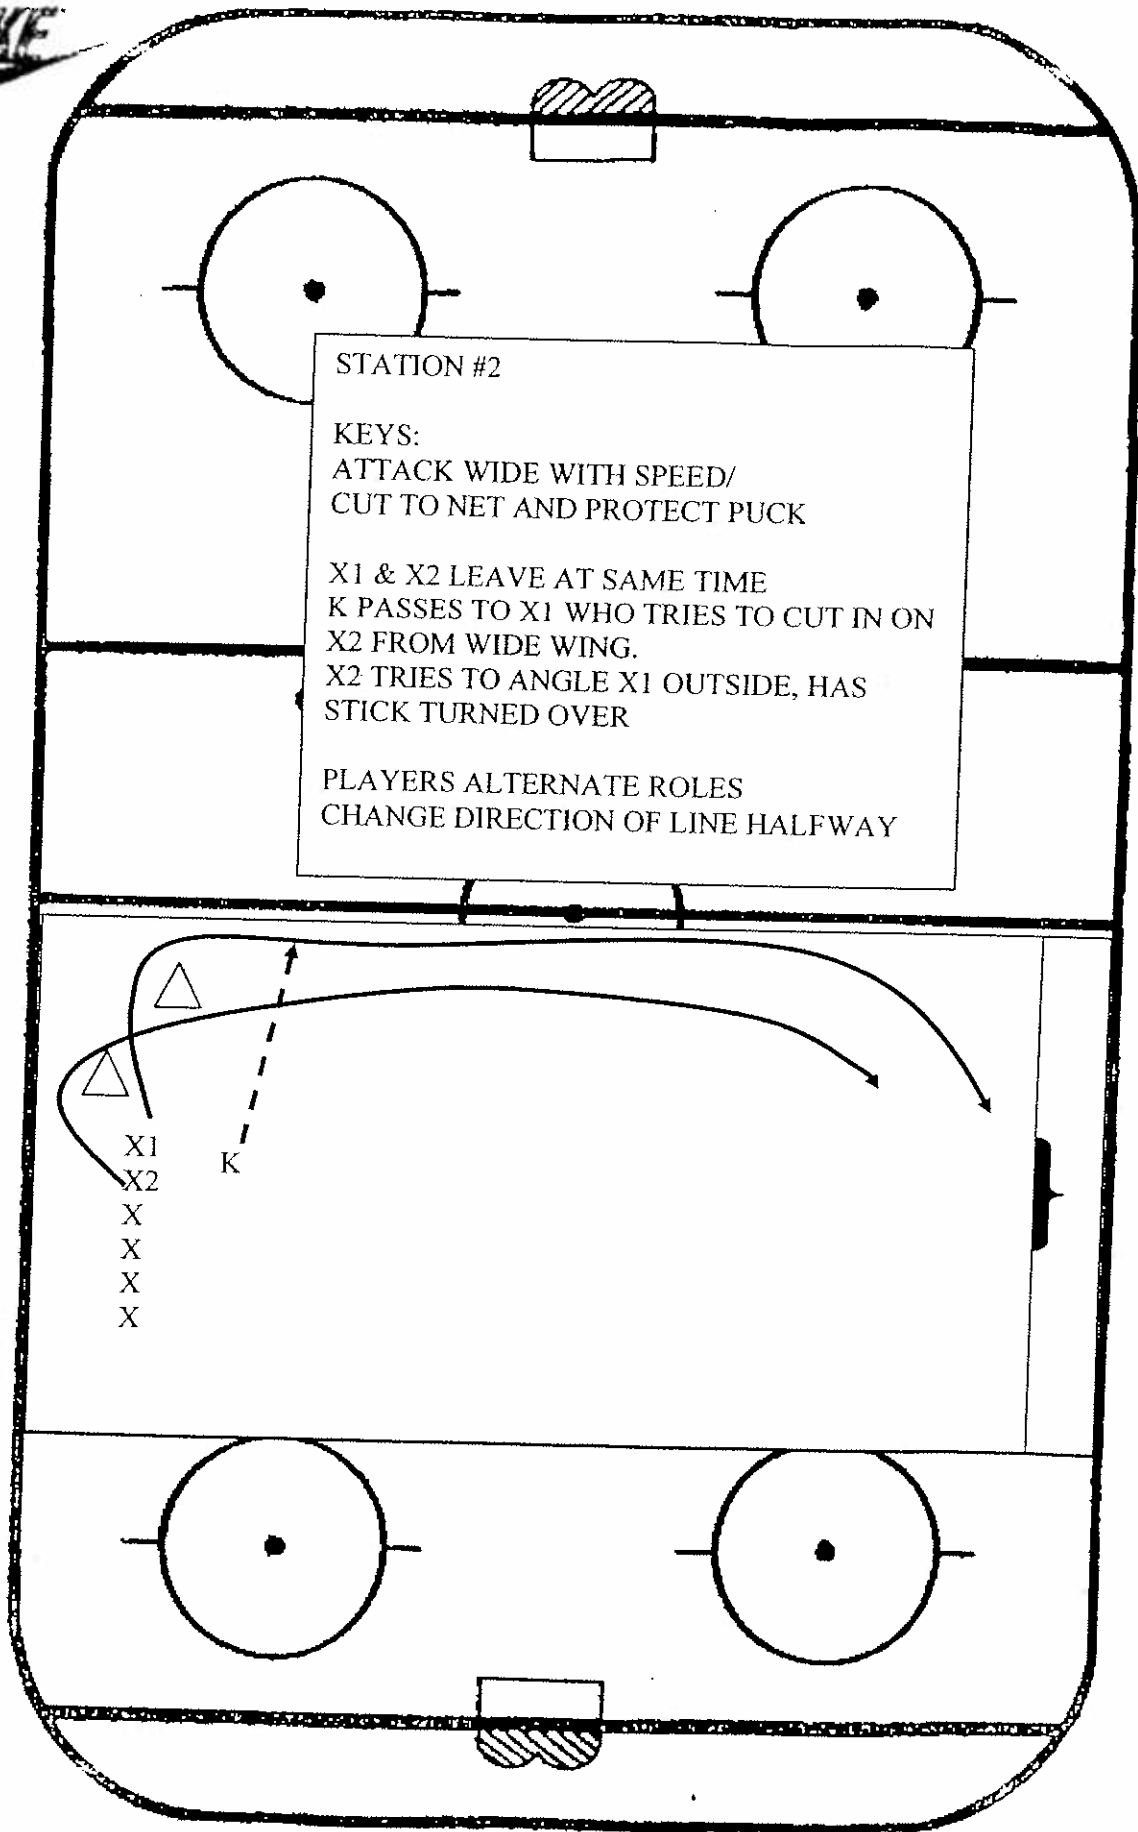 STATION #2
KEYS:
ATTACK WIDE WITH SPEED/
CUT TO NET AND PROTECT PUCK
X1 & X2 LEAVE AT SAME TIME
K PASSES TO X1 WHO TRIES TO CUT IN ON
X2 FROM WIDE WING.
X2 TRIES TO ANGLE X1 OUTSIDE, HAS
STICK TURNED OVER
PLAYERS ALTERNATE ROLES
CHANGE DIRECTION OF LINE HALFWAY
X1
K
X2
X
X
X
X